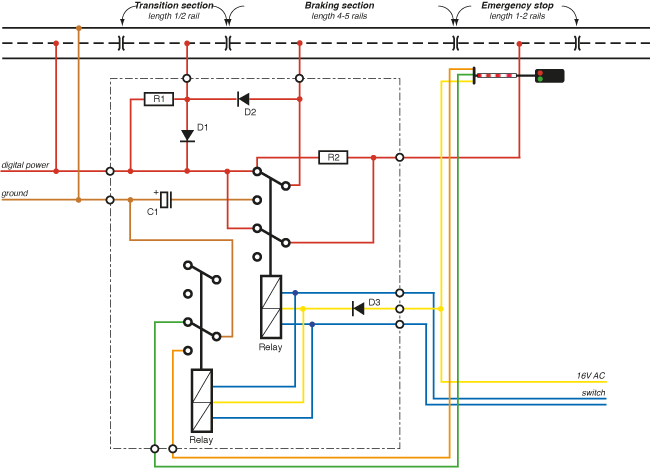 Transition section
length 1/2 rail
Braking section
length 4-5 rails
Emergency stop
length 1-2 rails
R1
D2
D1
digital power
R2
ground
+
C1
D3
Relay
16V AC
switch
Relay